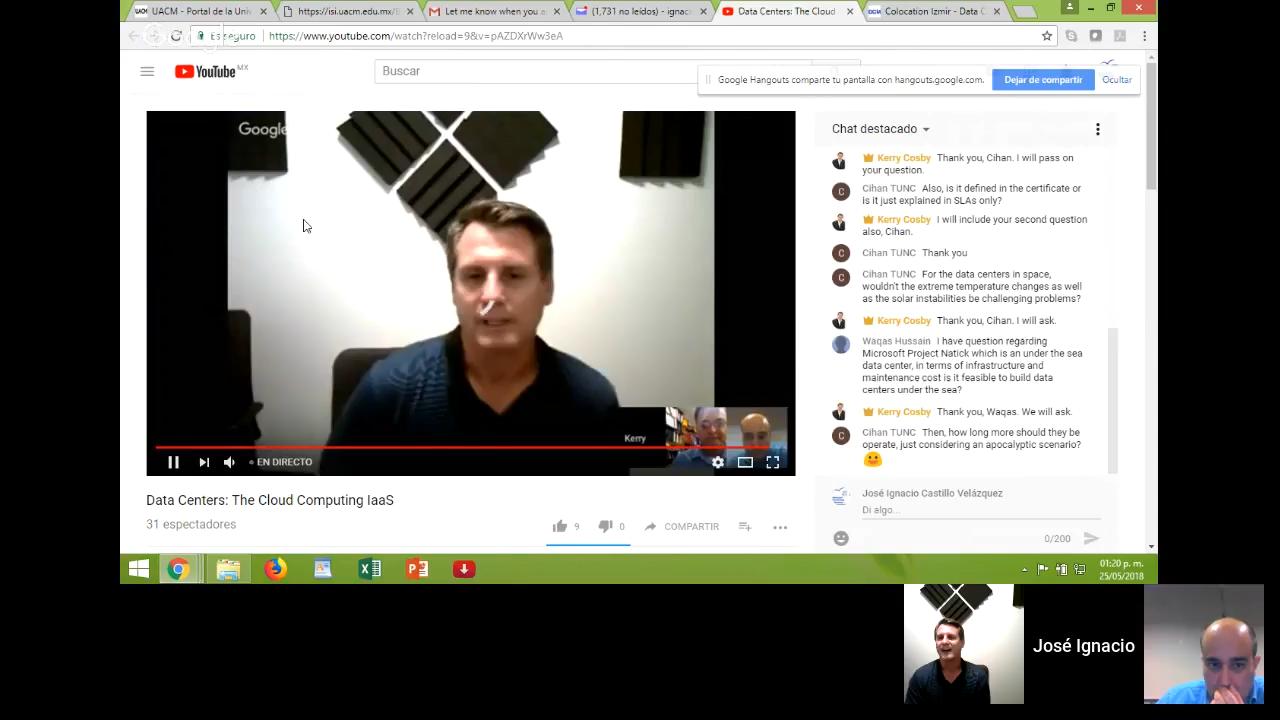 UACM - Portal de la Univ
https://isi.uacm.edu.mx/E
Let me know when you a
(1,731 no leídos) - ignac
Data Centers: The Cloud
Colocation Izmir - Data C
Es seguro
https://www.youtube.com/watch?reload=9&v=pAZDXrWw3eA
YouTube MX
Buscar
Google Hangouts comparte tu pantalla con hangouts.google.com.
Dejar de compartir
Ocultar
Google
Kerry
EN DIRECTO
Data Centers: The Cloud Computing IaaS
31 espectadores
9
0
COMPARTIR
Chat destacado
Kerry Cosby Thank you, Cihan. I will pass on
your question.
Cihan TUNC Also, is it defined in the certificate or
is it just explained in SLAs only?
Kerry Cosby I will include your second question
also, Cihan.
Cihan TUNC Thank you
Cihan TUNC For the data centers in space,
wouldn't the extreme temperature changes as well
as the solar instabilities be challenging problems?
Kerry Cosby Thank you, Cihan. I will ask.
Waqas Hussain I have question regarding
Microsoft Project Natick which is an under the sea
data center, in terms of infrastructure and
maintenance cost is it feasible to build data
centers under the sea?
Kerry Cosby Thank you, Waqas. We will ask.
Cihan TUNC Then, how long more should they be
operate, just considering an apocalyptic scenario?
José Ignacio Castillo Velázquez
Di algo...
0/200
01:20 p. m.
25/05/2018
José Ignacio